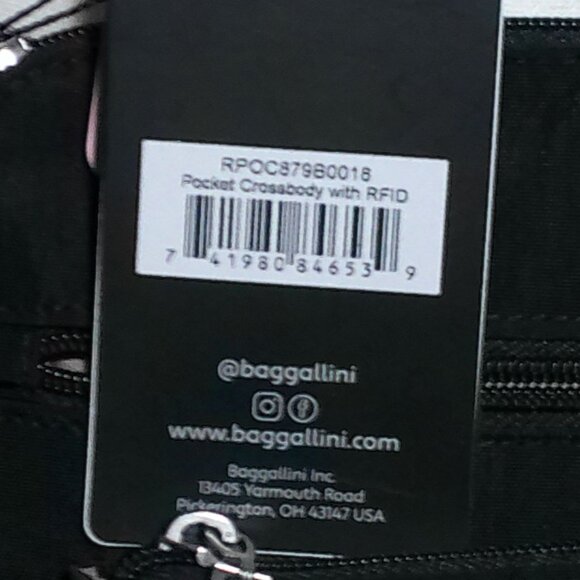 RPOC879B0018
Pocket Crossbody with RFID
7 41980 84653 9
@baggallini
www.baggallini.com
Baggallini Inc.
13405 Yarmouth Road
Pickerington, OH 43147 USA